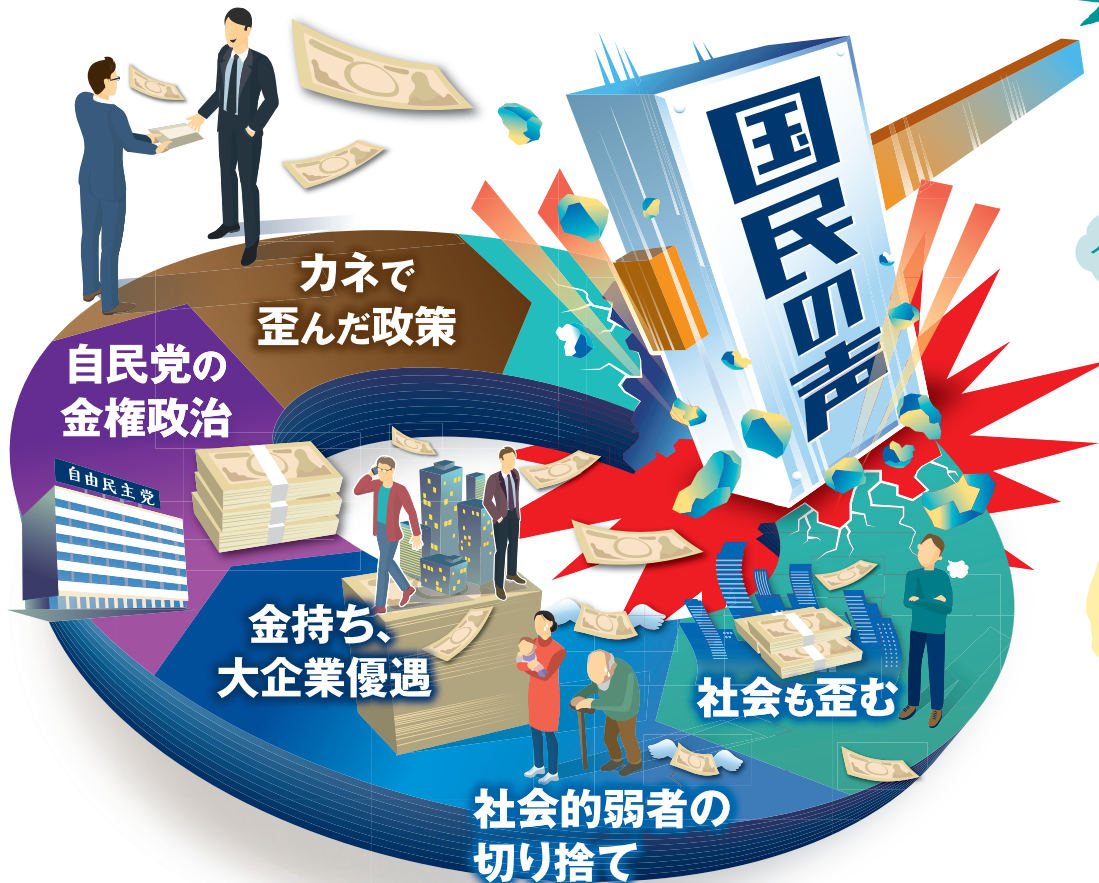 国民の声
カネで
歪んだ政策
自民党の
金権政治
自由民主党
金持ち、
大企業優遇
社会も歪む
社会的弱者の
切り捨て